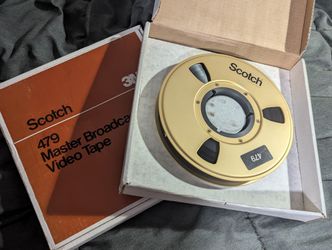 3M
Scotch
479
Master Broadca
Video Tape
Scotch
479